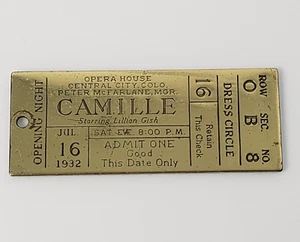 OPENING NIGHT
OPERA HOUSE
CENTRAL CITY, COLO.
PETER McFARLANE, MGR.
CAMILLE
Starring Lillian Gish
JUL 16 1932
SAT. EVE. 8:00 P.M.
ADMIT ONE
Good
This Date Only
16
Retain
This Check
DRESS CIRCLE
ROW SEC. NO.
O B 8